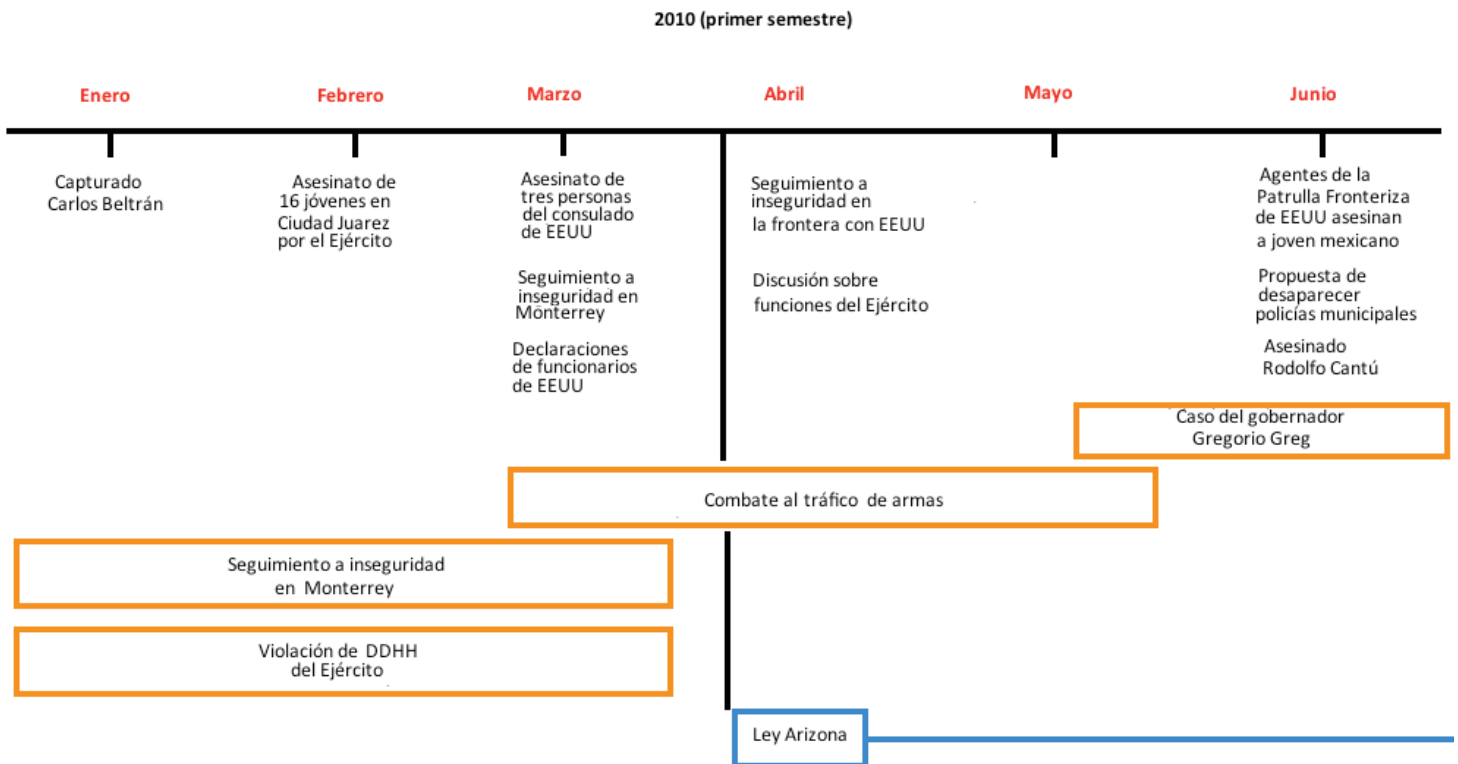 2010 (primer semestre)
Enero
Febrero
Marzo
Abril
Mayo
Junio
Capturado
Carlos Beltrán
Asesinato de
16 jóvenes en
Ciudad Juarez
por el Ejército
Asesinato de
tres personas
del consulado
de EEUU
Seguimiento a
inseguridad en
Monterrey
Declaraciones
de funcionarios
de EEUU
Seguimiento a
inseguridad en
la frontera con EEUU
Discusión sobre
funciones del Ejército
Agentes de la
Patrulla Fronteriza
de EEUU asesinan
a joven mexicano
Propuesta de
desaparecer
policías municipales
Asesinado
Rodolfo Cantú
Caso del gobernador
Gregorio Greg
Combate al tráfico de armas
Seguimiento a inseguridad
en Monterrey
Violación de DDHH
del Ejército
Ley Arizona